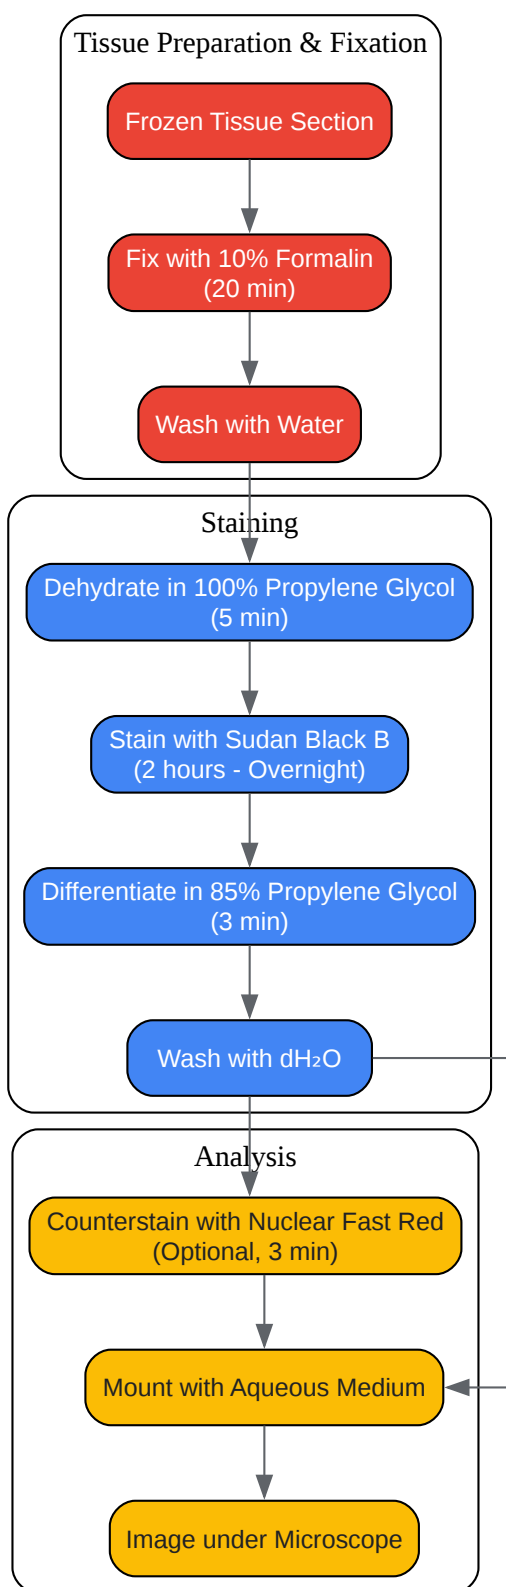 Tissue Preparation & Fixation
Frozen Tissue Section
Fix with 10% Formalin
(20 min)
Wash with Water
Staining
Dehydrate in 100% Propylene Glycol
(5 min)
Stain with Sudan Black B
(2 hours - Overnight)
Differentiate in 85% Propylene Glycol
(3 min)
Wash with dH₂O
Analysis
Counterstain with Nuclear Fast Red
(Optional, 3 min)
Mount with Aqueous Medium
Image under Microscope